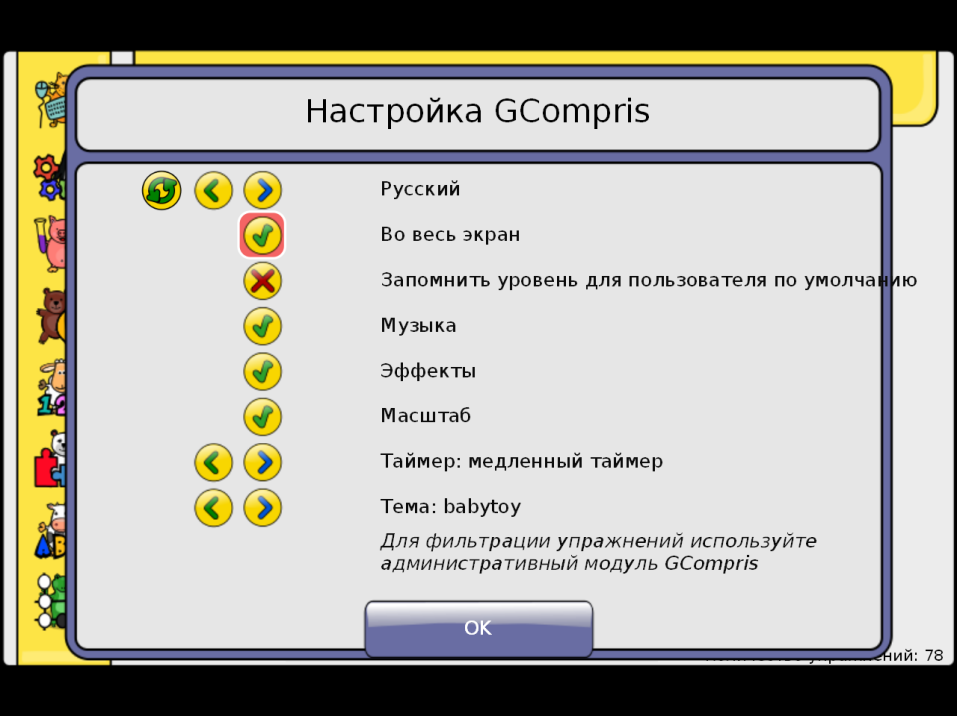 Настройка GCompris
Русский
Во весь экран
Запомнить уровень для пользователя по умолчанию
Музыка
Эффекты
Масштаб
Таймер: медленный таймер
Тема: babytoy
Для фильтрации упражнений используйте
административный модуль GCompris
OK
78